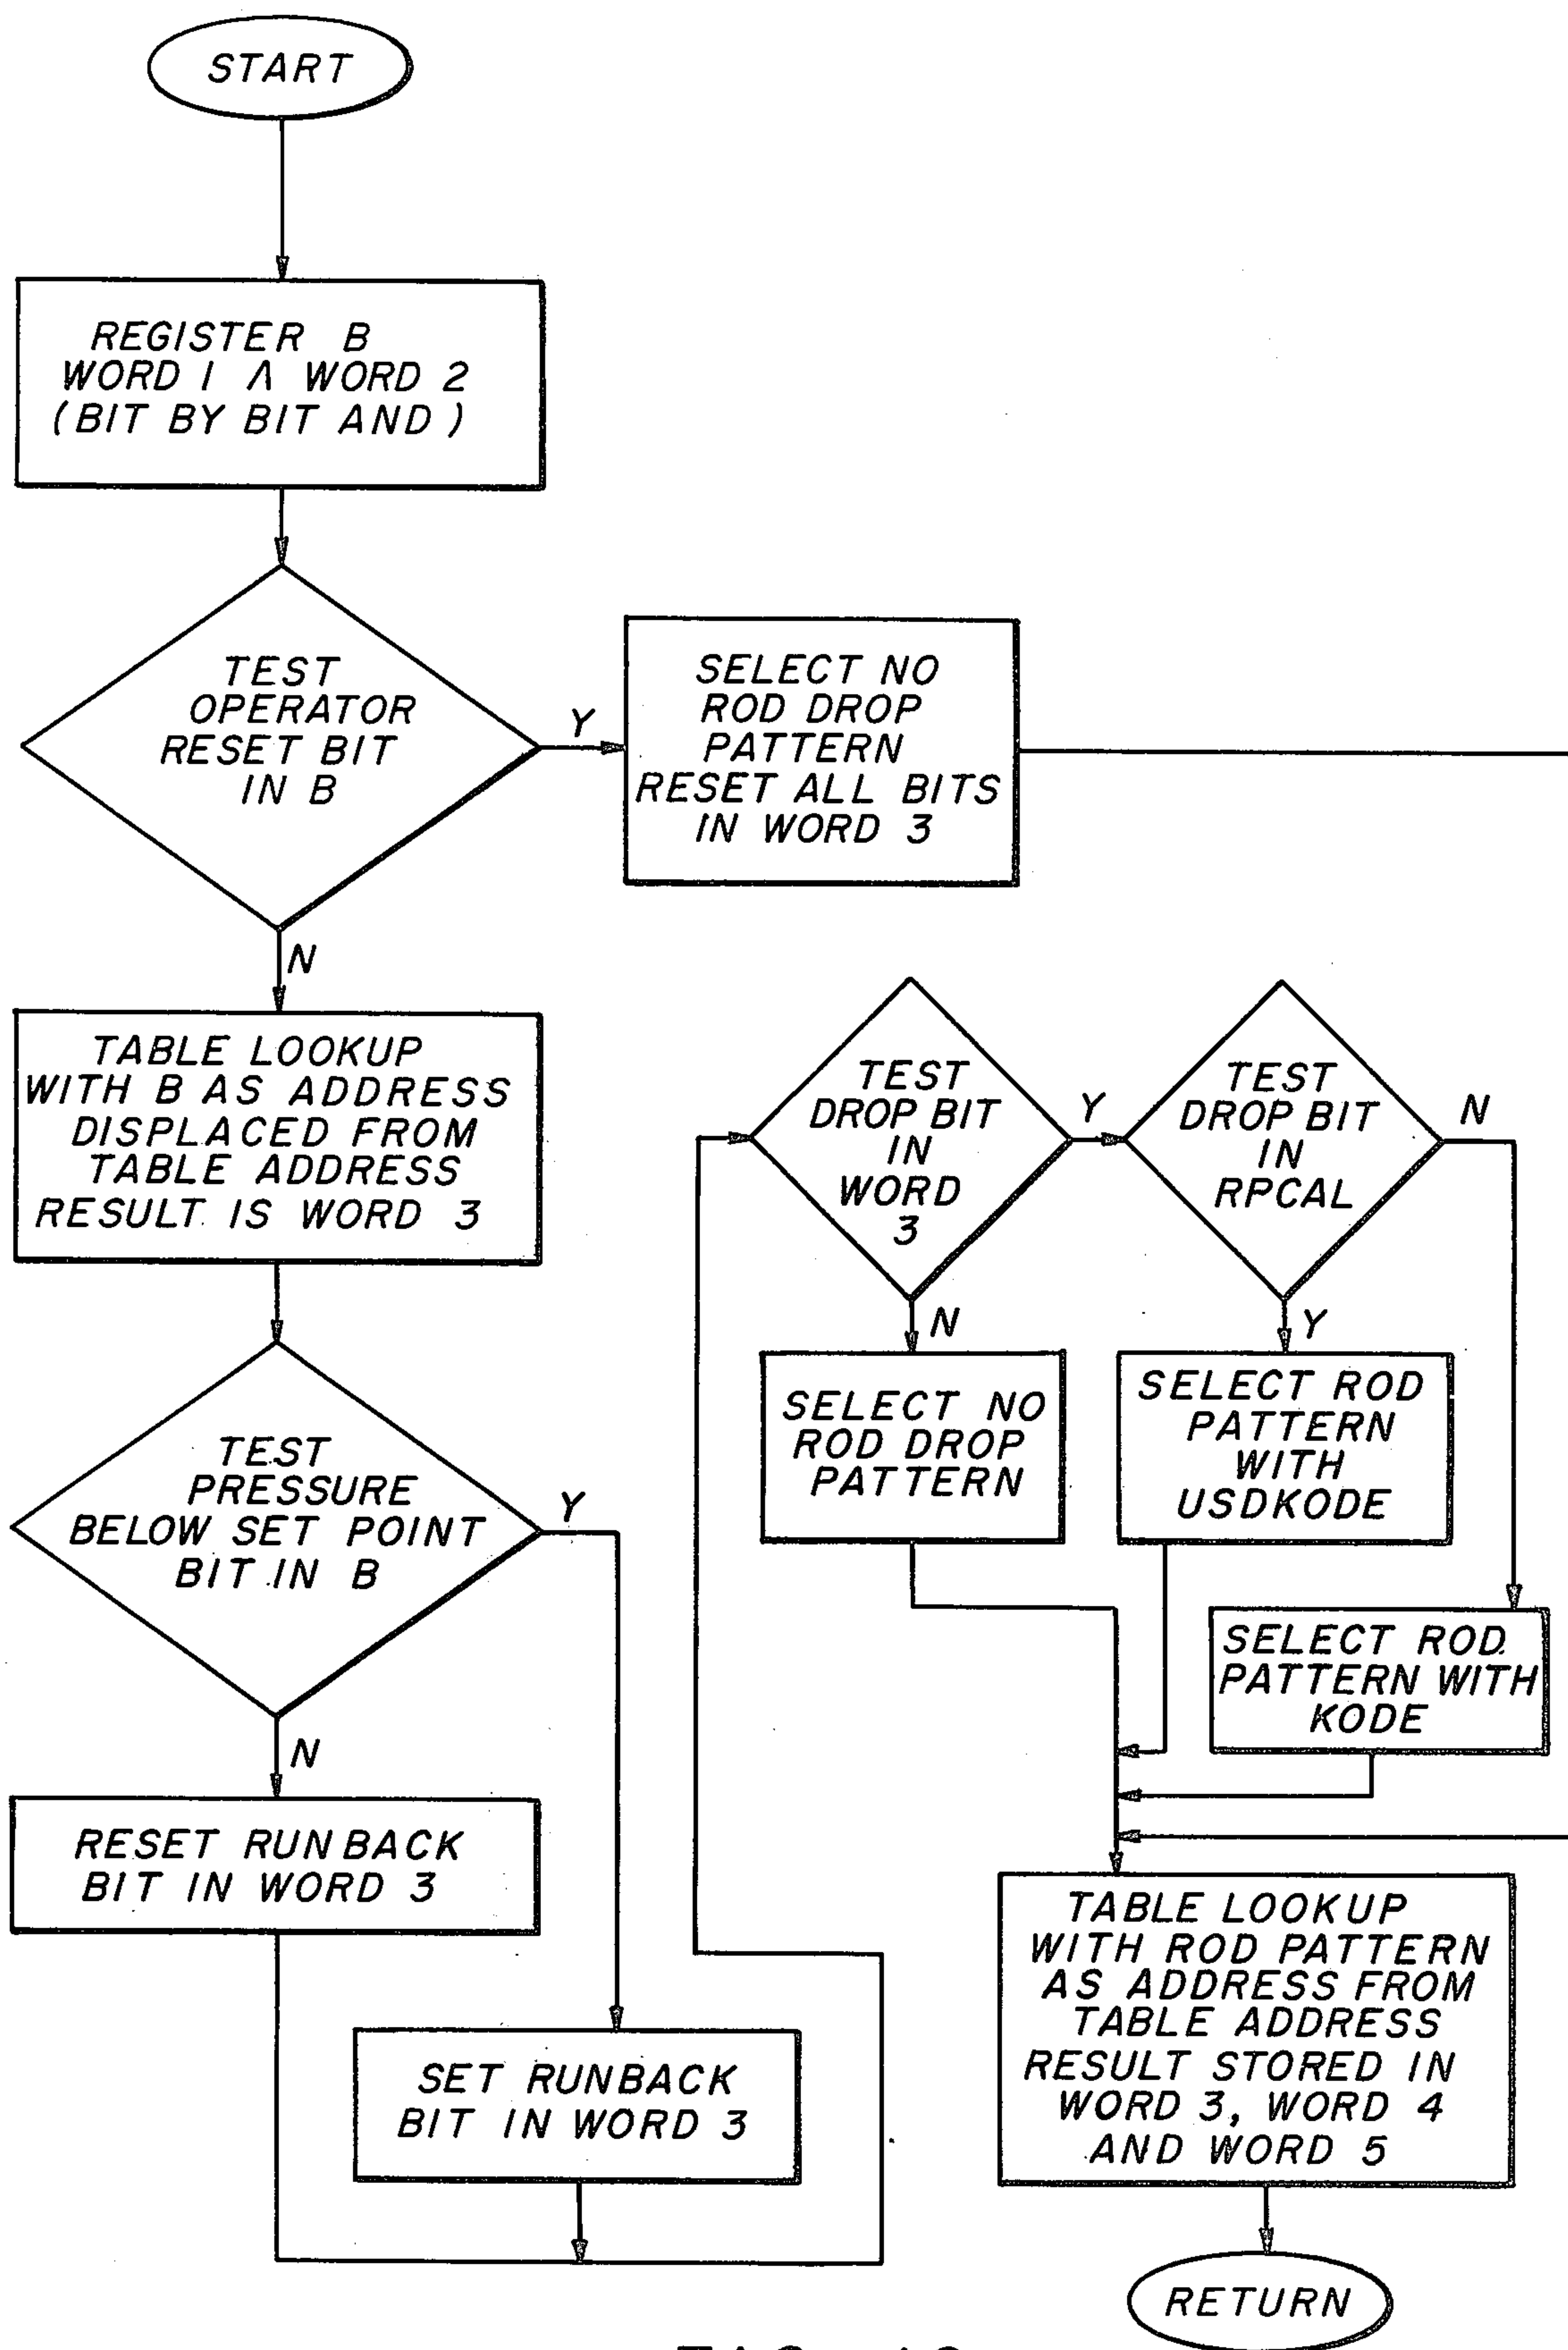 START
REGISTER B
WORD 1 Λ WORD 2
(BIT BY BIT AND)
TEST
OPERATOR
RESET BIT
IN B
Y
N
SELECT NO
ROD DROP
PATTERN
RESET ALL BITS
IN WORD 3
TABLE LOOKUP
WITH B AS ADDRESS
DISPLACED FROM
TABLE ADDRESS
RESULT IS WORD 3
TEST
PRESSURE
BELOW SET POINT
BIT IN B
Y
N
RESET RUNBACK
BIT IN WORD 3
SET RUNBACK
BIT IN WORD 3
TEST
DROP BIT
IN
WORD
3
Y
N
TEST
DROP BIT
IN
RPCAL
N
Y
SELECT NO
ROD DROP
PATTERN
SELECT ROD
PATTERN
WITH
USDKODE
SELECT ROD
PATTERN WITH
KODE
TABLE LOOKUP
WITH ROD PATTERN
AS ADDRESS FROM
TABLE ADDRESS
RESULT STORED IN
WORD 3, WORD 4
AND WORD 5
RETURN